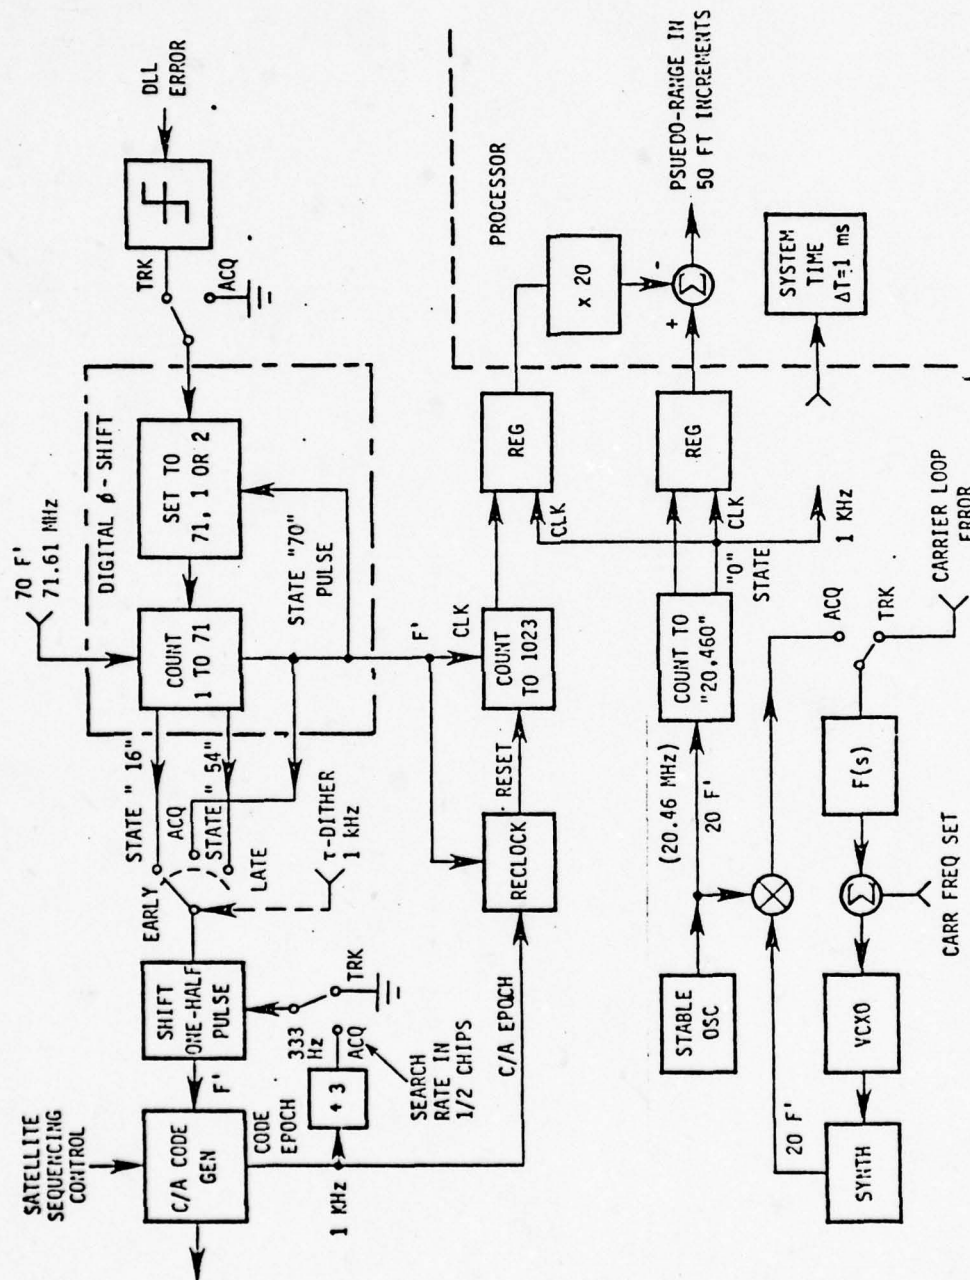 SATELLITE
SEQUENCING
CONTROL
C/A CODE
GEN
F'
SHIFT
ONE-HALF
PULSE
EARLY
LATE
STATE "16"
ACQ
STATE "54"
τ-DITHER
1 kHz
70 F'
71.61 MHz
DIGITAL ϕ-SHIFT
COUNT
1 TO 71
SET TO
71, 1 OR 2
STATE "70"
PULSE
TRK
ACQ
DLL
ERROR
CODE
EPOCH
1 KHz
÷ 3
333
Hz
ACQ
TRK
SEARCH
RATE IN
1/2 CHIPS
C/A EPOCH
RECLOCK
RESET
F'
CLK
COUNT
TO 1023
REG
CLK
PROCESSOR
x 20
-
+
Σ
PSUEDO-RANGE IN
50 FT INCREMENTS
STABLE
OSC
(20.46 MHz)
20 F'
COUNT TO
"20.460"
"0"
STATE
REG
CLK
1 KHz
SYSTEM
TIME
ΔT=1 ms
SYNTH
20 F'
VCXO
Σ
CARR FREQ SET
F(s)
ACQ
TRK
CARRIER LOOP
ERROR